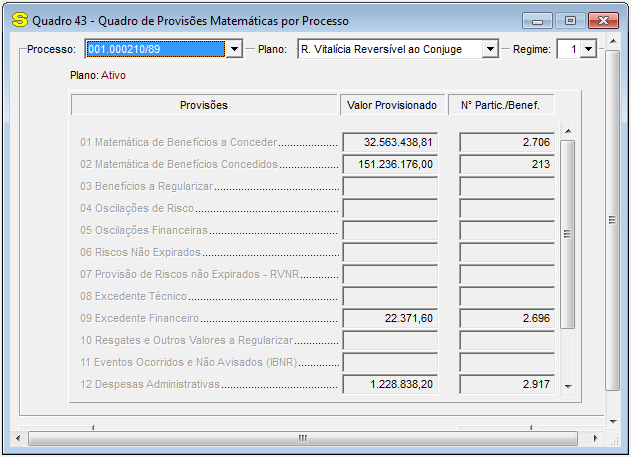 S Quadro 43 - Quadro de Provisões Matemáticas por Processo
Processo: 001.000210/89 Plano: R. Vitalícia Reversível ao Conjuge Regime: 1
Plano: Ativo
Provisões Valor Provisionado N° Partic./Benef.
01 Matemática de Benefícios a Conceder 32.563.438,81 2.706
02 Matemática de Benefícios Concedidos 151.236.176,00 213
03 Benefícios a Regularizar
04 Oscilações de Risco
05 Oscilações Financeiras
06 Riscos Não Expirados
07 Provisão de Riscos não Expirados - RVNR
08 Excedente Técnico
09 Excedente Financeiro 22.371,60 2.696
10 Resgates e Outros Valores a Regularizar
11 Eventos Ocorridos e Não Avisados (IBNR)
12 Despesas Administrativas 1.228.838,20 2.917